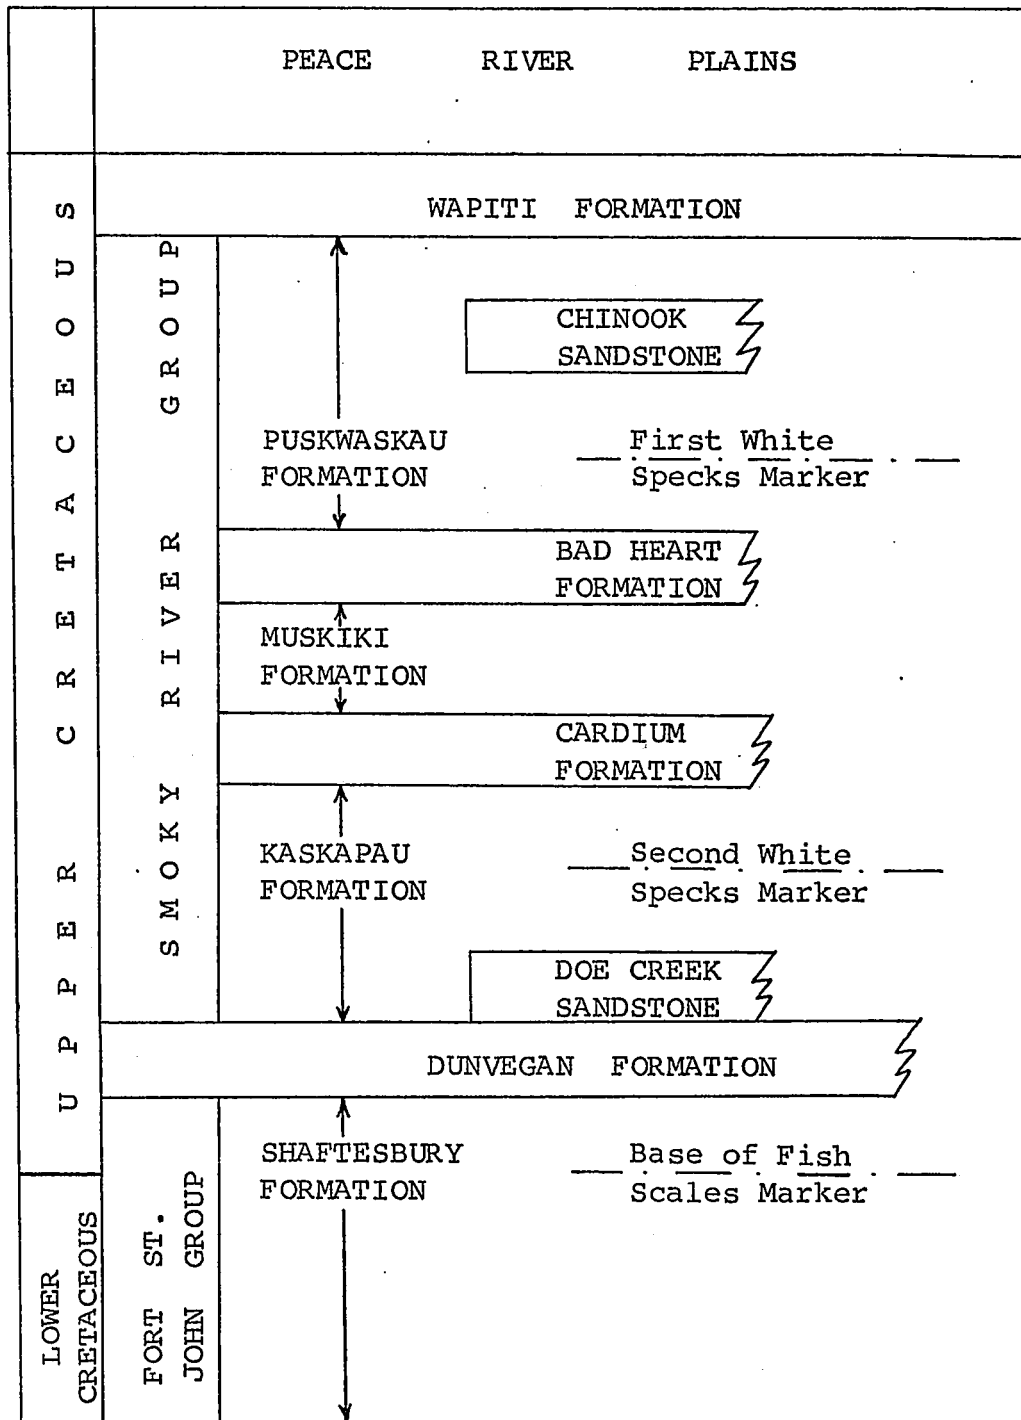 PEACE RIVER PLAINS
UPPER CRETACEOUS
WAPITI FORMATION
SMOKY RIVER GROUP
CHINOOK
SANDSTONE
PUSKWASKAU
FORMATION
First White
Specks Marker
BAD HEART
FORMATION
MUSKIKI
FORMATION
CARDIUM
FORMATION
KASKAPAU
FORMATION
Second White
Specks Marker
DOE CREEK
SANDSTONE
DUNVEGAN FORMATION
SHAFTESBURY
FORMATION
Base of Fish
Scales Marker
LOWER
CRETACEOUS
FORT ST.
JOHN GROUP